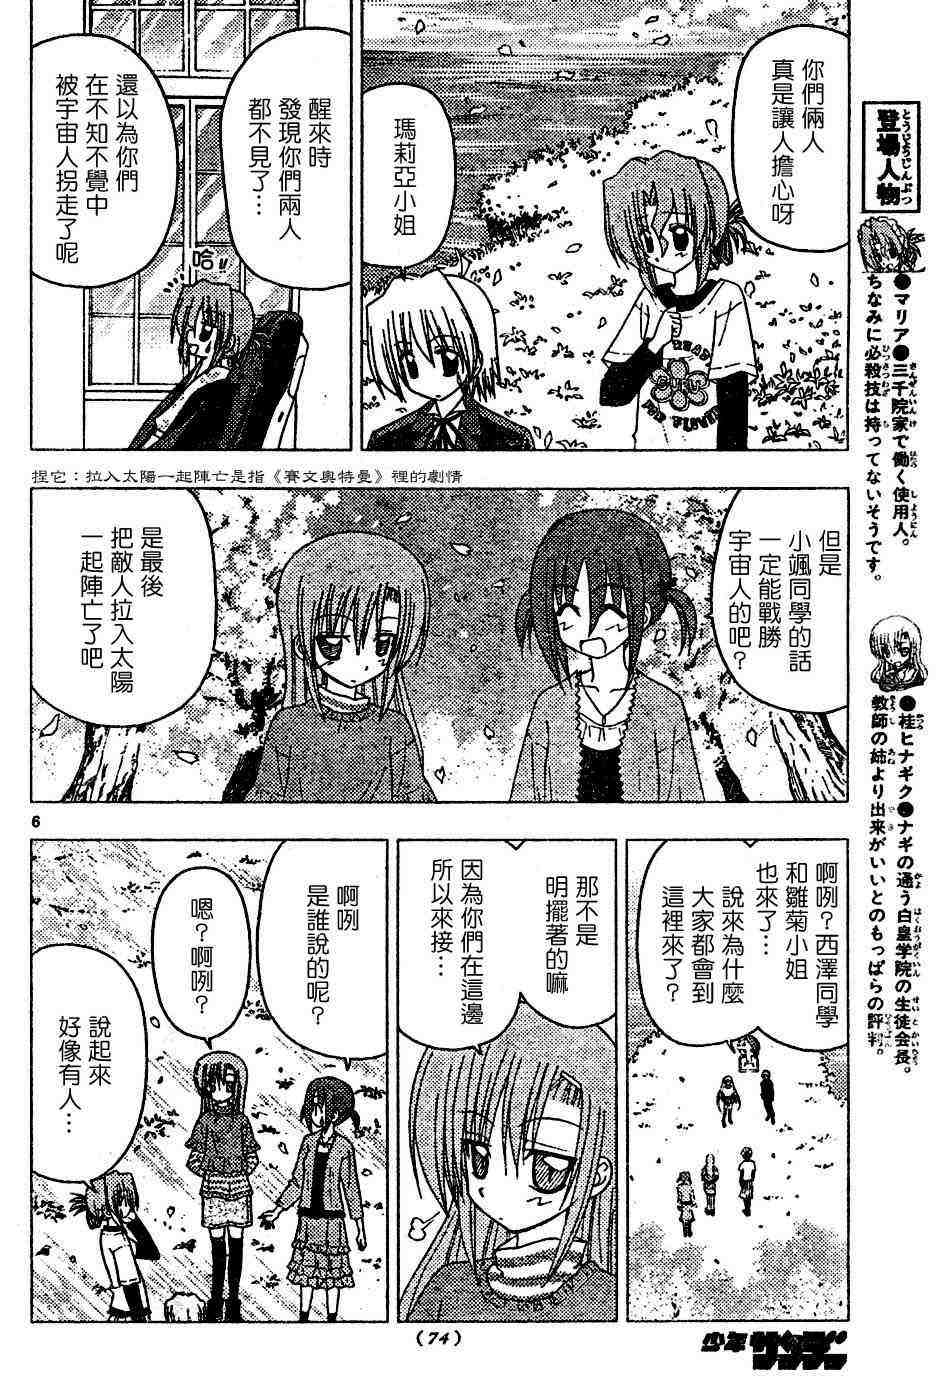 你們倆人
真是讓人擔心呀
瑪莉亞小姐
醒來時
發現你們兩人
都不見了…
還以為你們
在不知不覺中
被宇宙人拐走了呢
哈!!
捏它：拉入太陽一起陣亡是指《賽文奧特曼》裡的劇情
但是
小颯同學的話
一定能戰勝
宇宙人的吧？
是最後
把敵人拉入太陽
一起陣亡了吧
6
啊咧？西澤同學
和雛菊小姐
也來了…
說來為什麼
大家都會到
這裡來了？
那不是
明擺著的嘛
因為你們在這邊
所以來接…
啊咧
是誰說的呢？
嗯？啊咧？
說起來
好像有人…
登場人物
とうじょうじんぶつ
●マリア●三千院家で働く使用人。
ちなみに必殺技は持ってないそうです。
●桂ヒナギク●ナギの通う白皇学院の生徒会長。
教師の姉より出来がいいとのもっぱらの評判。
(74)
少年サンデー